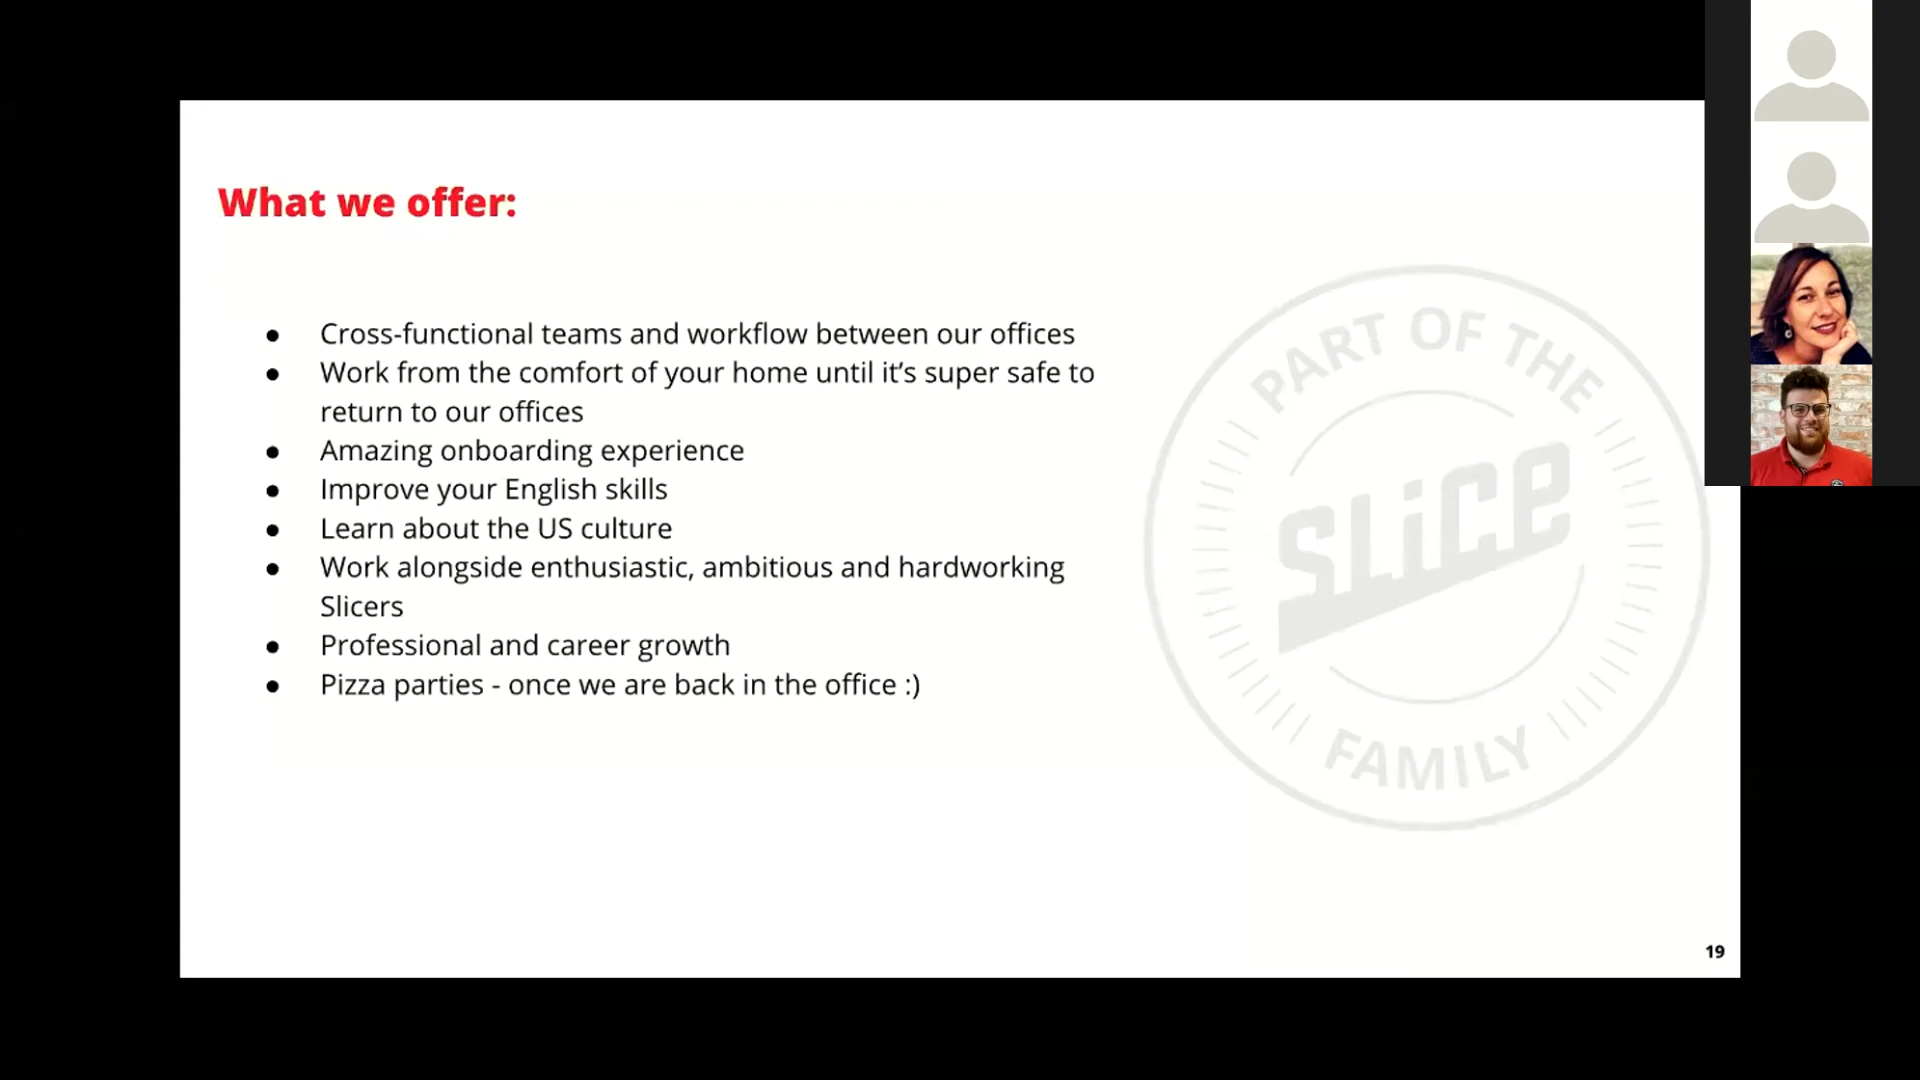 What we offer:
● Cross-functional teams and workflow between our offices
● Work from the comfort of your home until it’s super safe to
return to our offices
● Amazing onboarding experience
● Improve your English skills
● Learn about the US culture
● Work alongside enthusiastic, ambitious and hardworking
Slicers
● Professional and career growth
● Pizza parties - once we are back in the office :)
PART OF THE
SLiCE
FAMILY
19